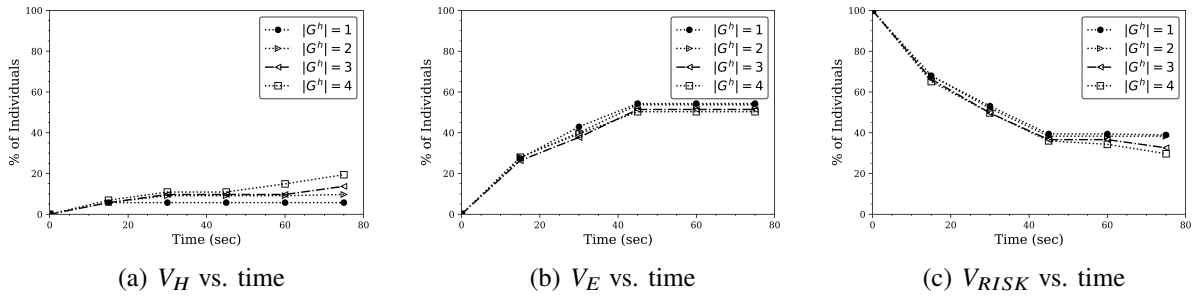 100
80
60
40
20
0
% of Individuals
0 20 40 60 80
Time (sec)
|G^h| = 1
|G^h| = 2
|G^h| = 3
|G^h| = 4
(a) V_H vs. time
100
80
60
40
20
0
% of Individuals
0 20 40 60 80
Time (sec)
|G^h| = 1
|G^h| = 2
|G^h| = 3
|G^h| = 4
(b) V_E vs. time
100
80
60
40
20
0
% of Individuals
0 20 40 60 80
Time (sec)
|G^h| = 1
|G^h| = 2
|G^h| = 3
|G^h| = 4
(c) V_{RISK} vs. time